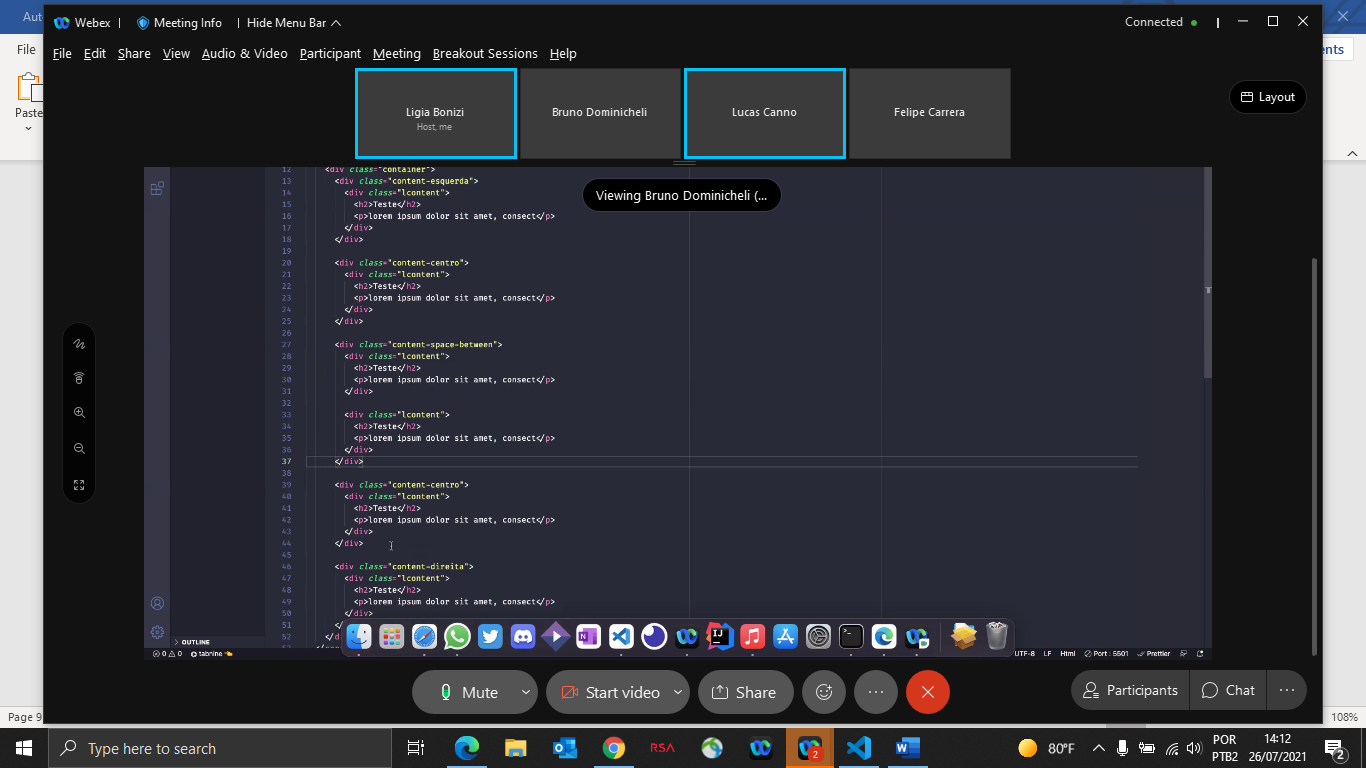 Aut
Webex
Meeting Info
Hide Menu Bar
Connected
File
File
Edit
Share
View
Audio & Video
Participant
Meeting
Breakout Sessions
Help
nts
Paste
Ligia Bonizi
Host, me
Bruno Dominicheli
Lucas Canno
Felipe Carrera
Layout
Viewing Bruno Dominicheli (...
12 <div class="container">
13 <div class="content-esquerda">
14 <div class="lcontent">
15 <h2>Teste</h2>
16 <p>lorem ipsum dolor sit amet, consect</p>
17 </div>
18 </div>
19
20 <div class="content-centro">
21 <div class="lcontent">
22 <h2>Teste</h2>
23 <p>lorem ipsum dolor sit amet, consect</p>
24 </div>
25 </div>
26
27 <div class="content-space-between">
28 <div class="lcontent">
29 <h2>Teste</h2>
30 <p>lorem ipsum dolor sit amet, consect</p>
31 </div>
32
33 <div class="lcontent">
34 <h2>Teste</h2>
35 <p>lorem ipsum dolor sit amet, consect</p>
36 </div>
37 </div>
38
39 <div class="content-centro">
40 <div class="lcontent">
41 <h2>Teste</h2>
42 <p>lorem ipsum dolor sit amet, consect</p>
43 </div>
44 </div>
45
46 <div class="content-direita">
47 <div class="lcontent">
48 <h2>Teste</h2>
49 <p>lorem ipsum dolor sit amet, consect</p>
50 </div>
51
52
OUTLINE
0 0 tabnine
UTF-8 LF Html Port : 5501 Prettier
Mute
Start video
Share
Participants
Chat
Page 9
108%
Type here to search
RSA
2
80°F
POR
PTB2
14:12
26/07/2021
2